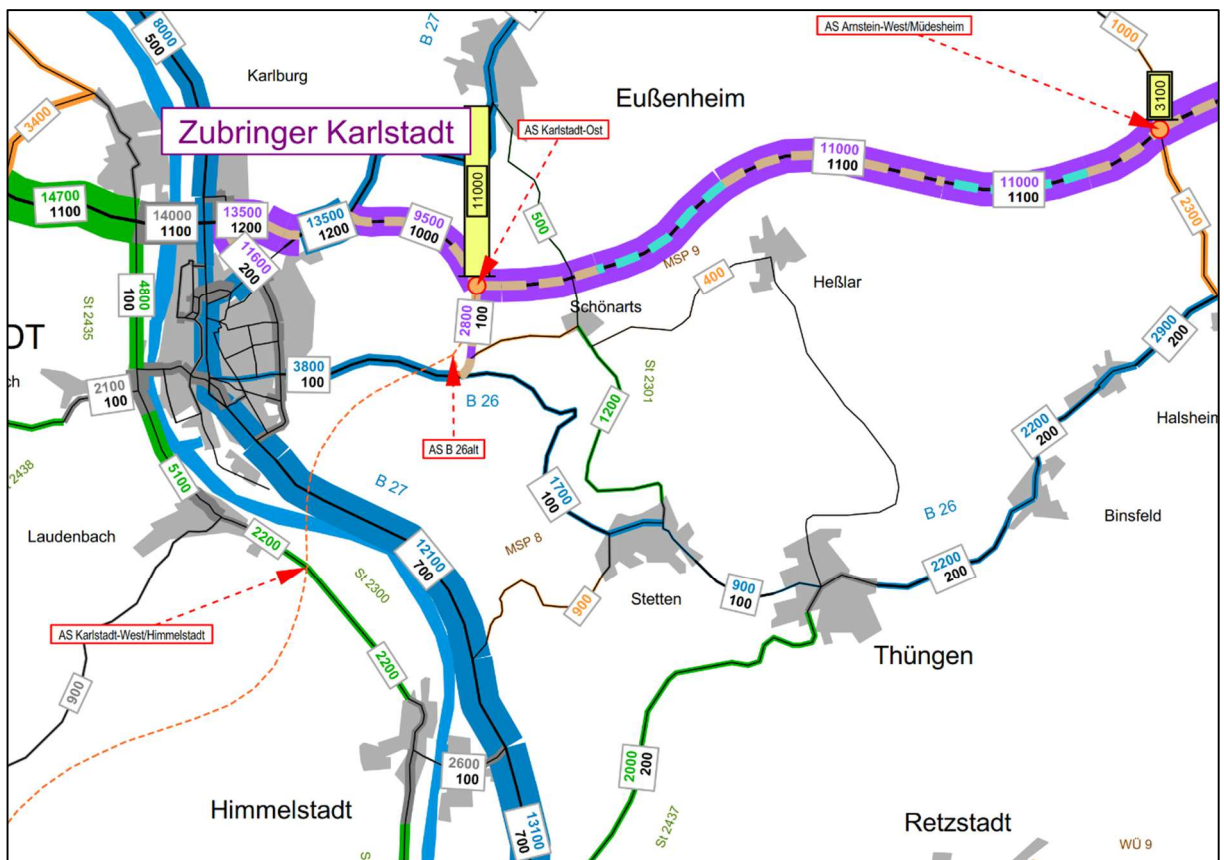 8000
500
B 27
AS Arnstein-West/Müdesheim
1000
Karlburg
Eußenheim
3100
3400
Zubringer Karlstadt
AS Karlstadt-Ost
11000
11000
1100
14700
1100
14000
1100
13500
1200
13500
1200
9500
1000
11000
1100
2300
11600
200
500
MSP 9
400
Heßlar
4800
100
St 2435
2800
100
Schönarts
2900
200
DT
3800
100
St 2301
ch
2100
100
B 26
1200
Halsheim
AS B 26alt
2200
200
2438
5100
B 27
1700
100
B 26
Binsfeld
Laudenbach
2200
MSP 8
12100
700
2200
200
St 2300
900
100
Stetten
900
AS Karlstadt-West/Himmelstadt
Thüngen
2200
900
2600
100
2000
200
Himmelstadt
13100
700
St 2437
Retzstadt
S
WÜ 9